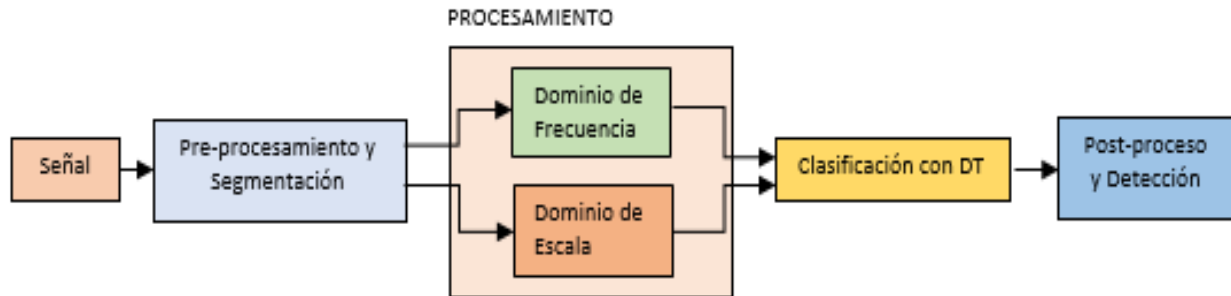 PROCESAMIENTO
Señal
Pre-procesamiento y
Segmentación
Dominio de
Frecuencia
Dominio de
Escala
Clasificación con DT
Post-proceso
y Detección